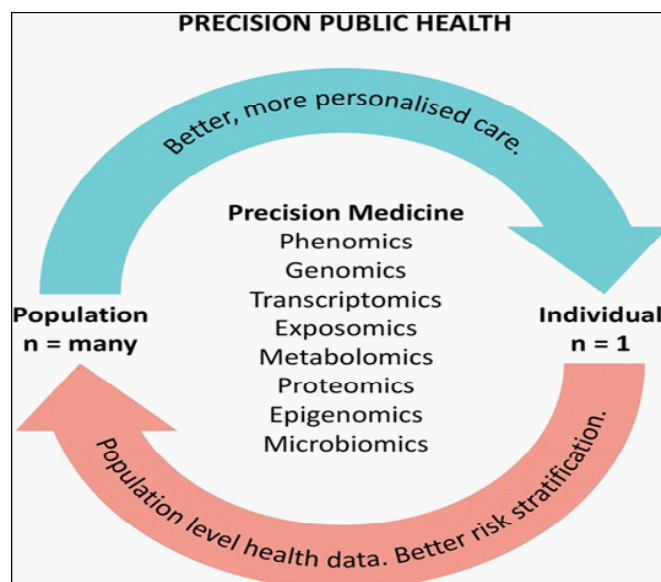 PRECISION PUBLIC HEALTH
Better, more personalised care.
Precision Medicine
Phenomics
Genomics
Transcriptomics
Exposomics
Metabolomics
Proteomics
Epigenomics
Microbiomics
Population
n = many
Individual
n = 1
Population level health data. Better risk stratification.